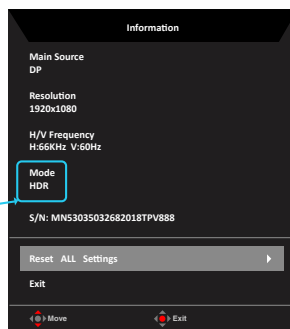 Information
Main Source
DP
Resolution
1920x1080
H/V Frequency
H:66KHz V:60Hz
Mode
HDR
S/N: MN53035032682018TPV888
Reset ALL Settings
Exit
Move Exit